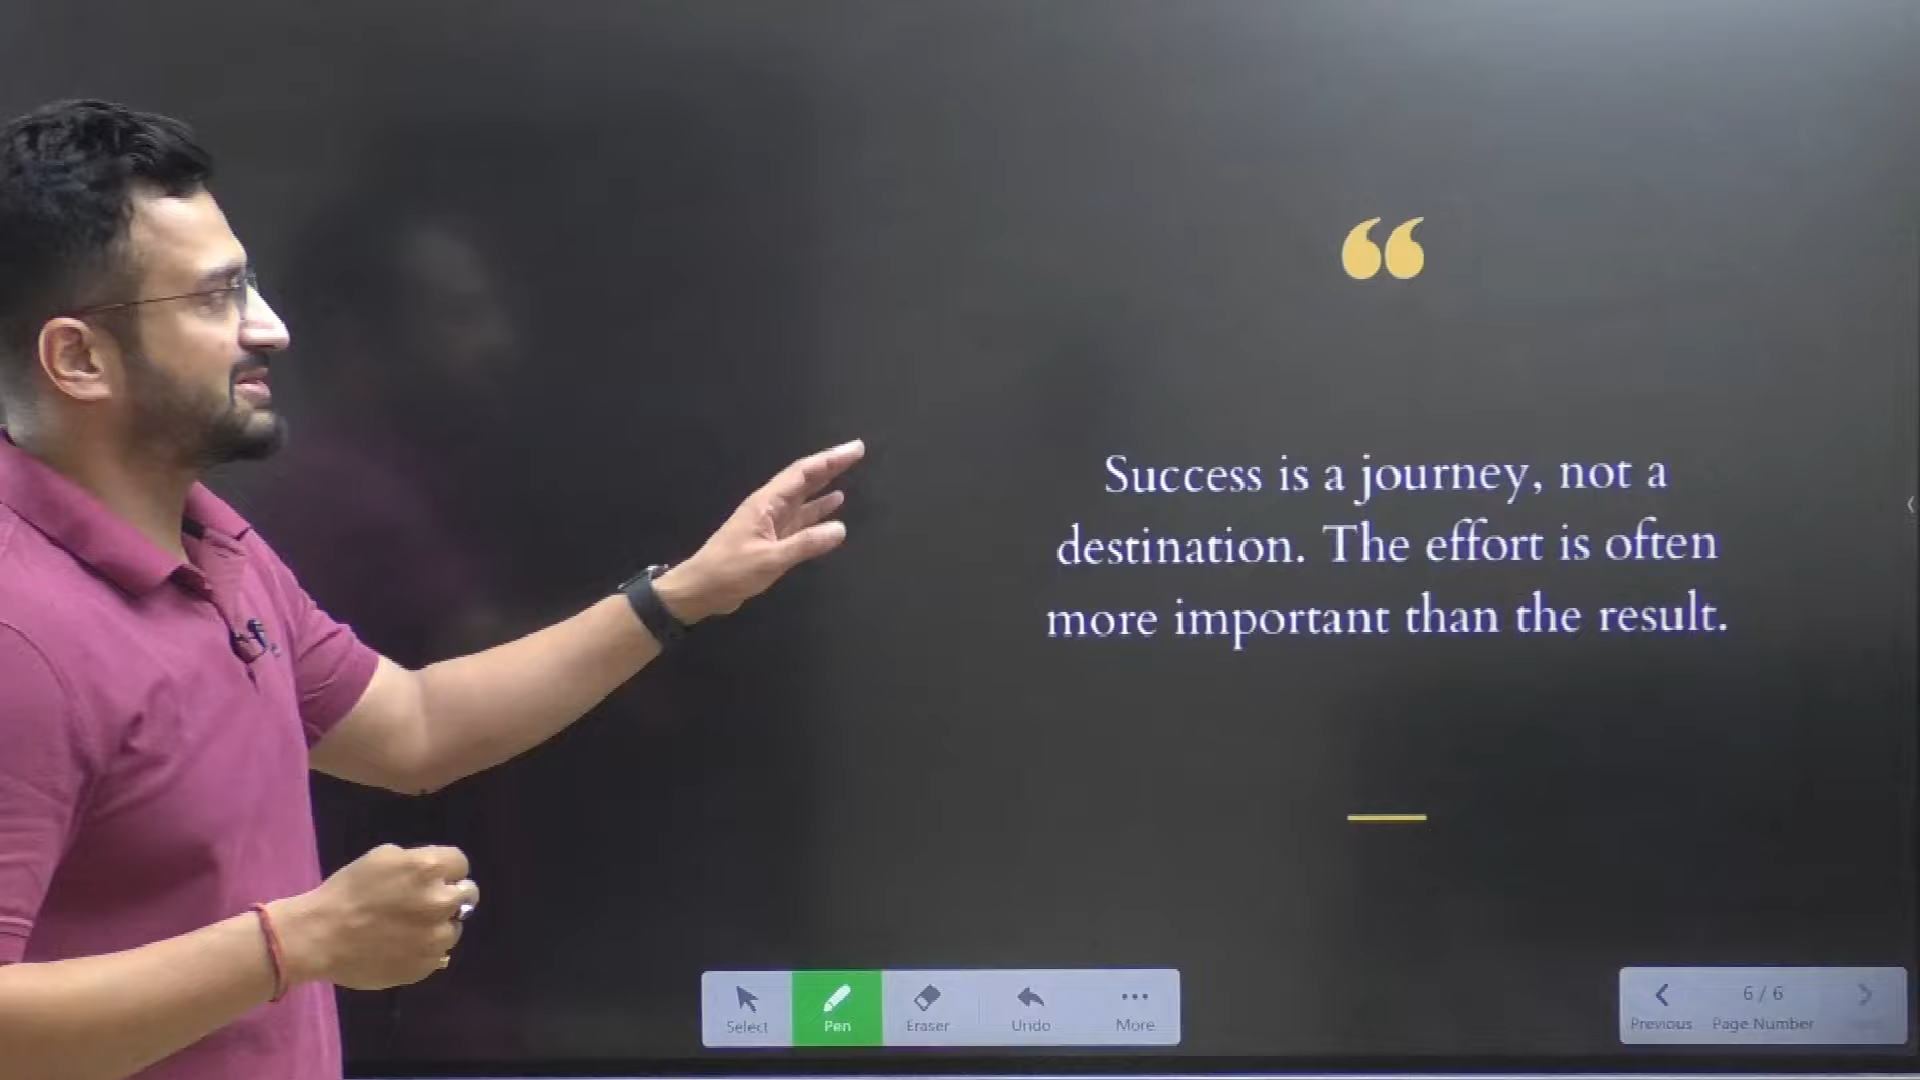 Success is a journey, not a
destination. The effort is often
more important than the result.
Select
Pen
Eraser
Undo
More
Previous
6 / 6
Page Number